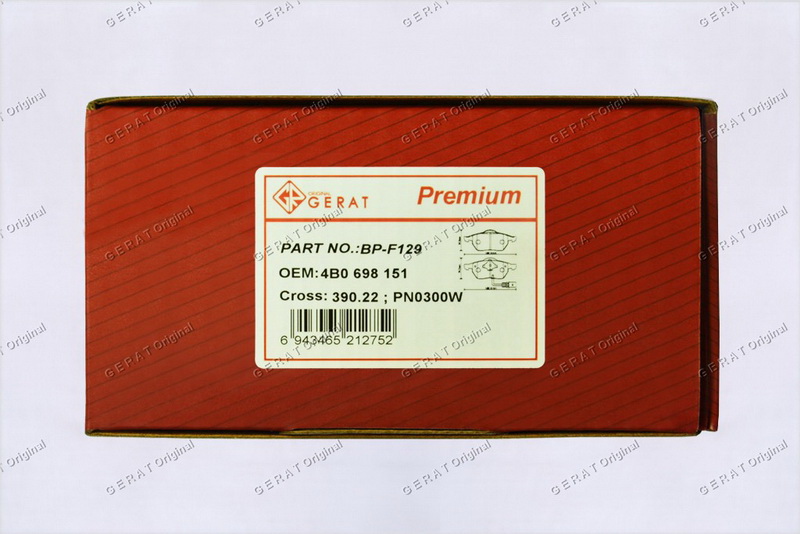 ORIGINAL
GERAT
Premium
PART NO.:BP-F129
OEM:4B0 698 151
Cross: 390.22 ; PN0300W
6 943465 212752
GERAT Original